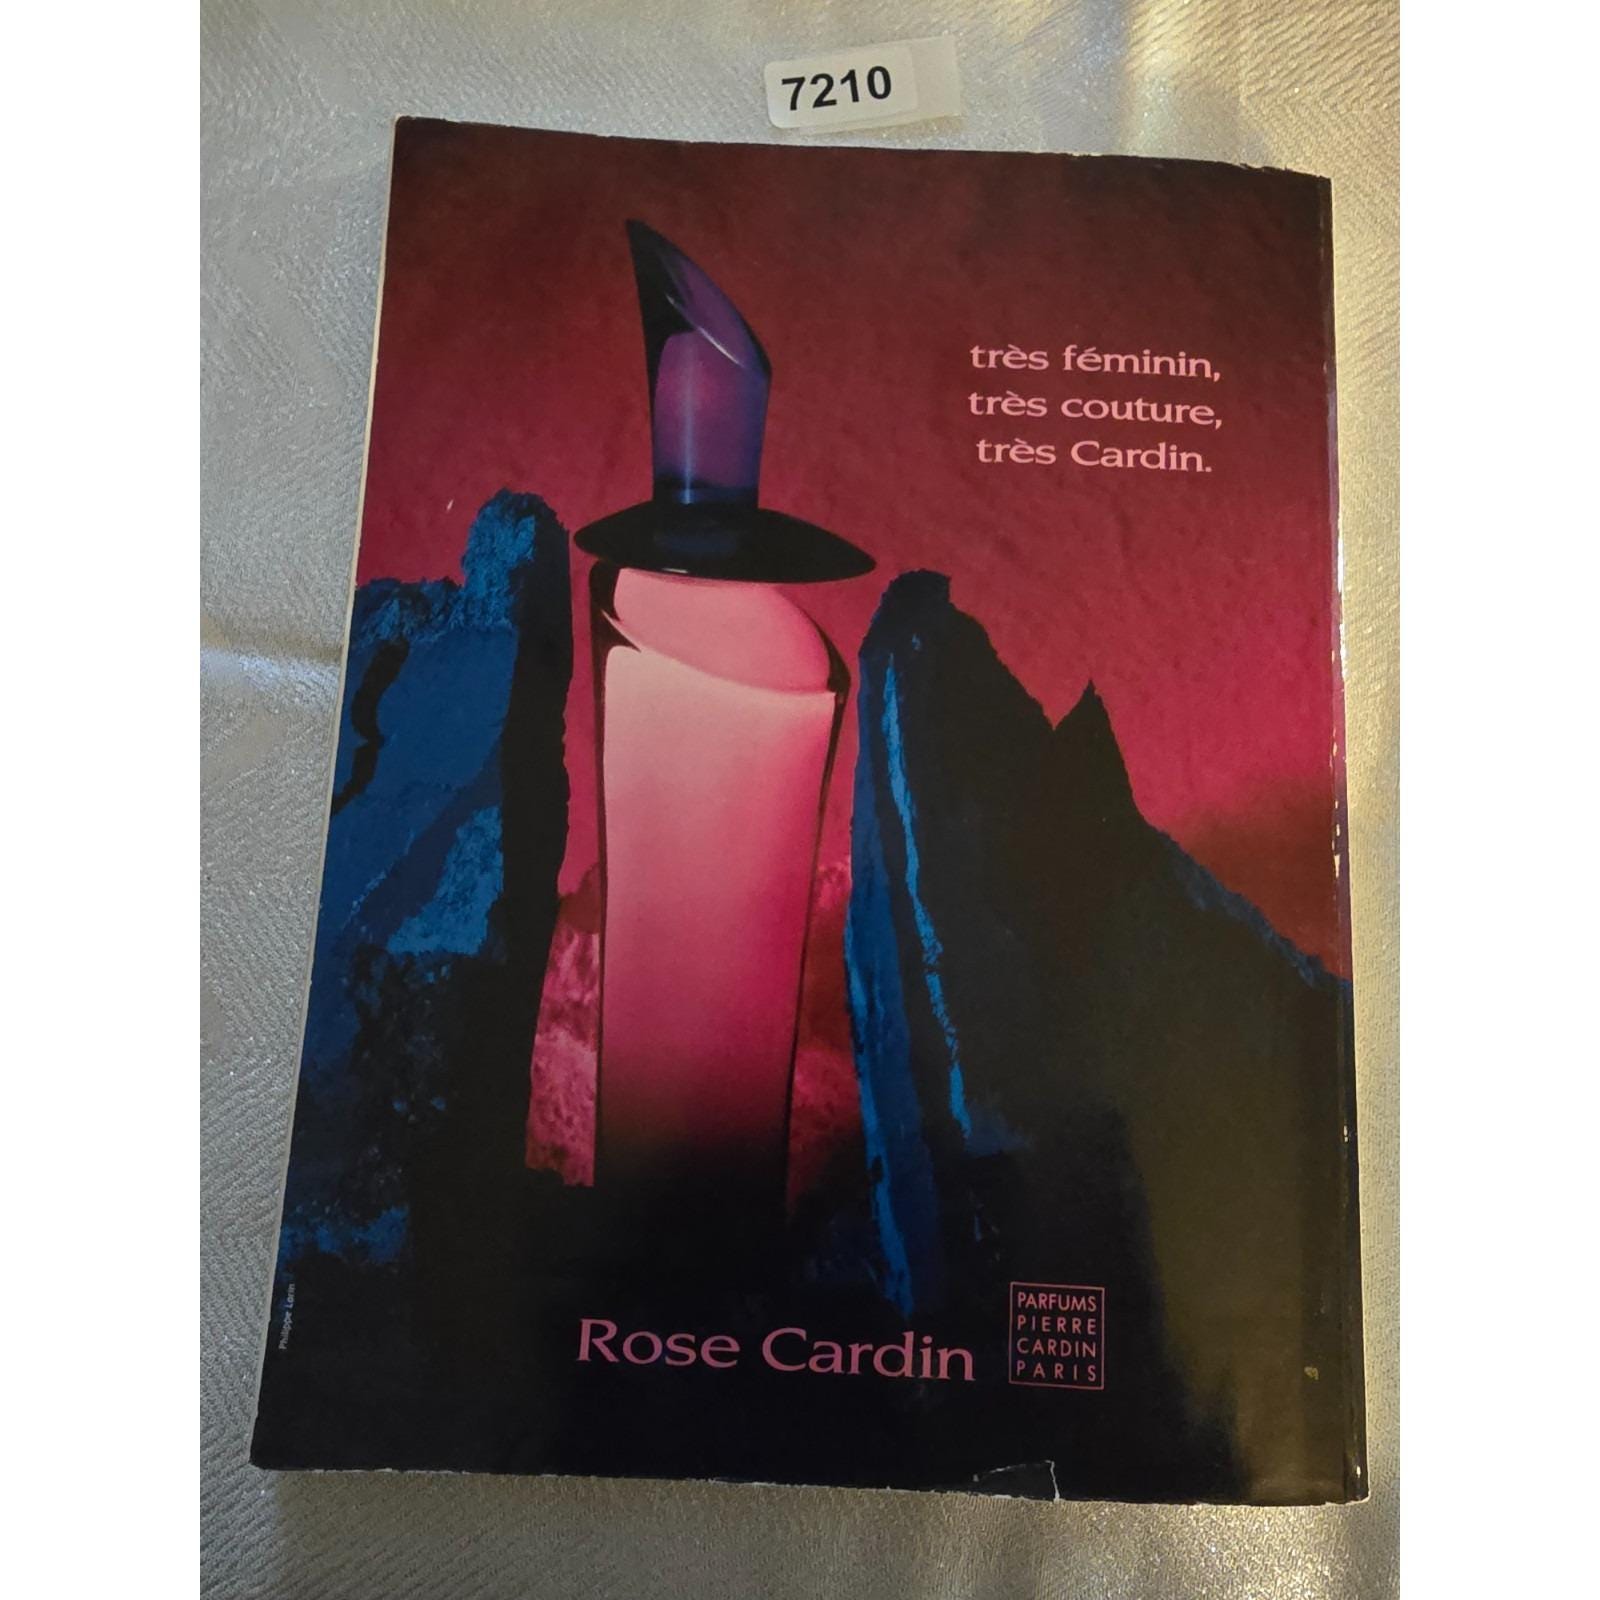 7210
très féminin,
très couture,
très Cardin.
Philippe Lorin
Rose Cardin
PARFUMS
PIERRE
CARDIN
PARIS